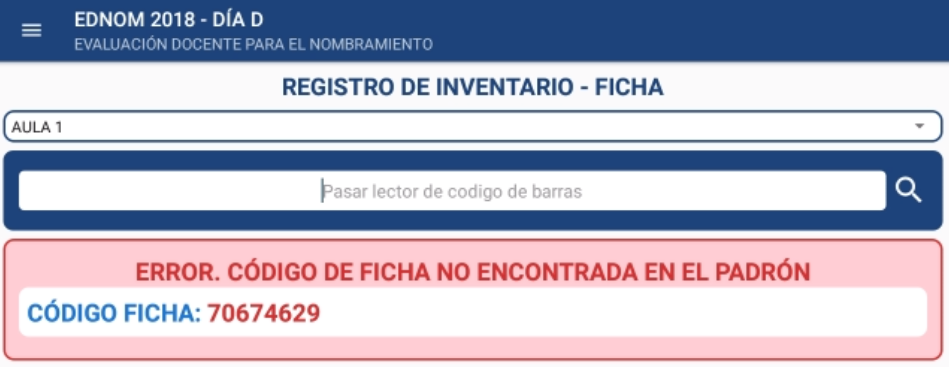 EDNOM 2018 - DÍA D
EVALUACIÓN DOCENTE PARA EL NOMBRAMIENTO
REGISTRO DE INVENTARIO - FICHA
AULA 1
Pasar lector de codigo de barras
ERROR. CÓDIGO DE FICHA NO ENCONTRADA EN EL PADRÓN
CÓDIGO FICHA: 70674629